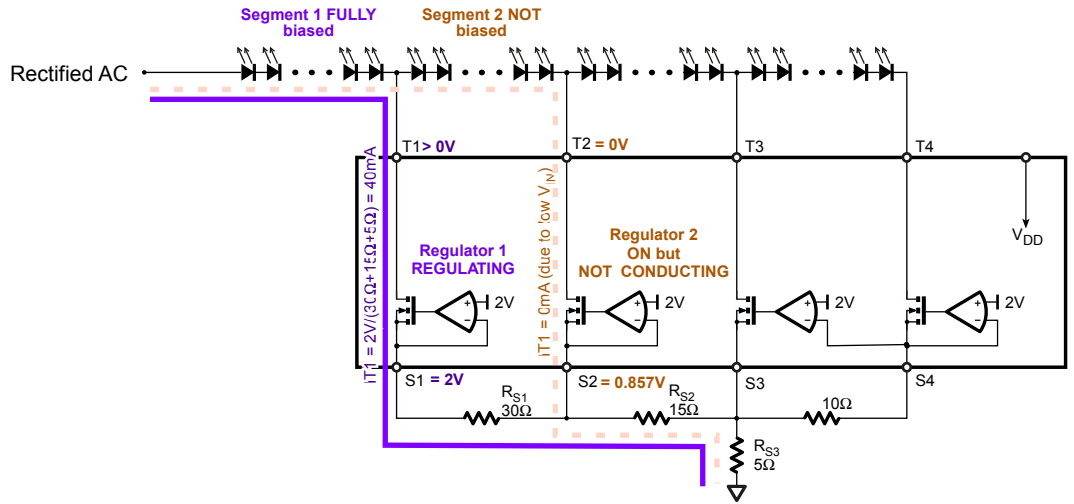 Segment 1 FULLY
biased
Segment 2 NOT
biased
Rectified AC
T1 > 0V
T2 = 0V
T3
T4
iT1 = 2V/(30Ω+15Ω+5Ω) = 40mA
iT1 = 0mA (due to low VIN)
VDD
Regulator 1
REGULATING
Regulator 2
ON but
NOT CONDUCTING
+
−
2V
+
−
2V
+
−
2V
+
−
2V
S1 = 2V
S2 = 0.857V
S3
S4
RS1
30Ω
RS2
15Ω
10Ω
RS3
5Ω